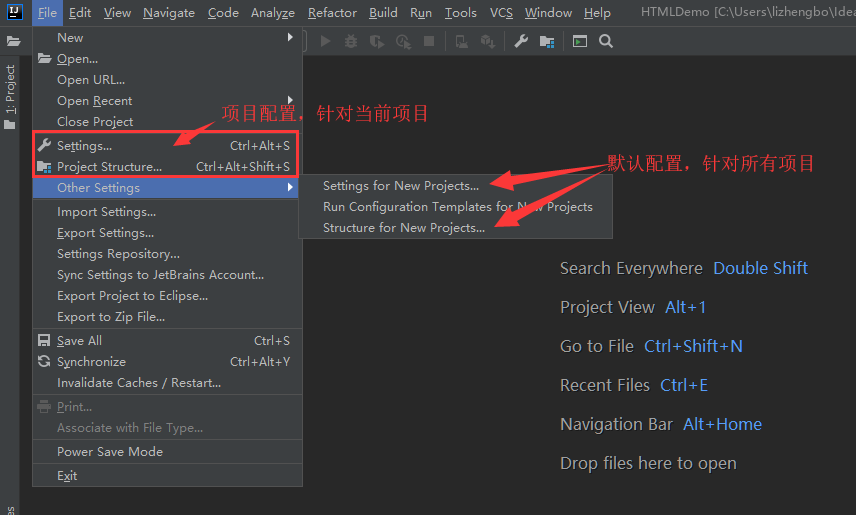 IJ File Edit View Navigate Code Analyze Refactor Build Run Tools VCS Window Help HTMLDemo [C:\Users\lizhengbo\Idea
1: Project
New
Open...
Open URL...
Open Recent
Close Project
项目配置，针对当前项目
Settings... Ctrl+Alt+S
Project Structure... Ctrl+Alt+Shift+S
默认配置，针对所有项目
Other Settings
Settings for New Projects...
Run Configuration Templates for New Projects
Structure for New Projects...
Import Settings...
Export Settings...
Settings Repository...
Sync Settings to JetBrains Account...
Export Project to Eclipse...
Export to Zip File...
Save All Ctrl+S
Synchronize Ctrl+Alt+Y
Invalidate Caches / Restart...
Print...
Associate with File Type...
Power Save Mode
Exit
Search Everywhere Double Shift
Project View Alt+1
Go to File Ctrl+Shift+N
Recent Files Ctrl+E
Navigation Bar Alt+Home
Drop files here to open